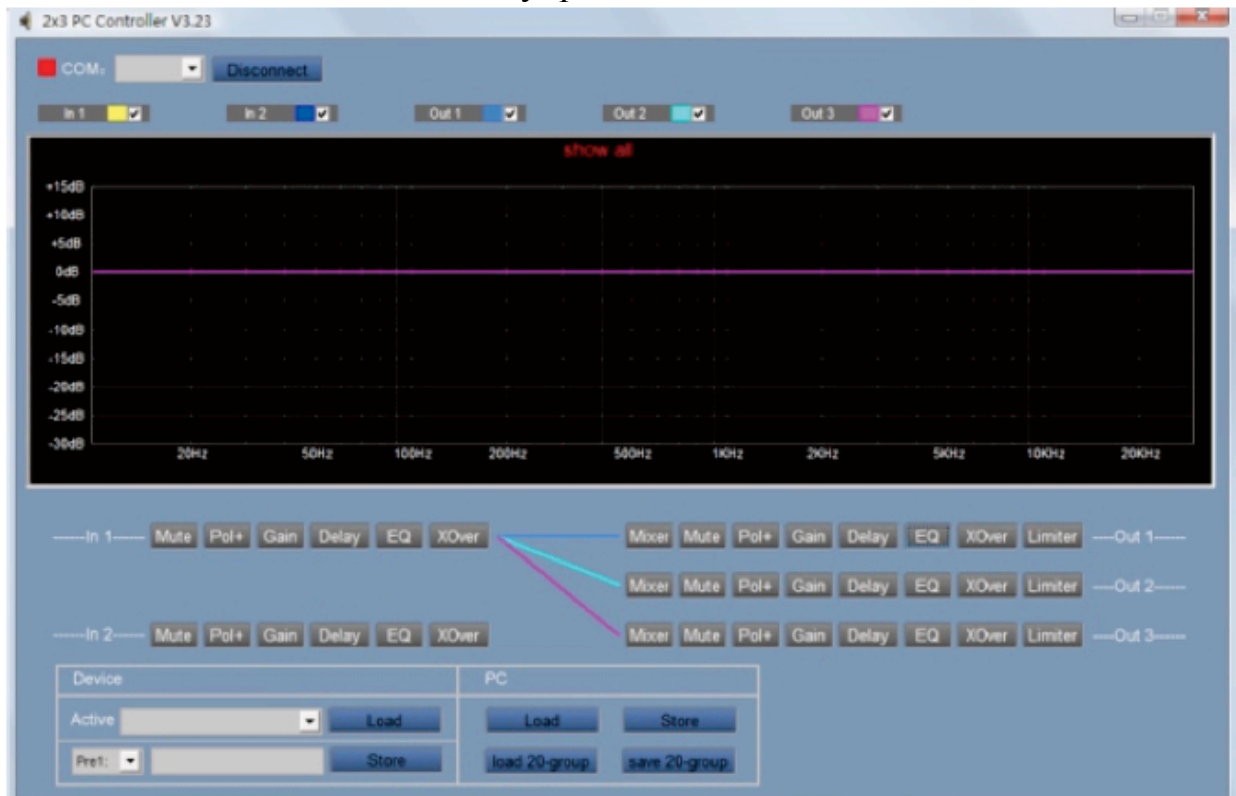 2x3 PC Controller V3.23
COM: Disconnect
In 1 In 2 Out 1 Out 2 Out 3
show all
+15dB
+10dB
+5dB
0dB
-5dB
-10dB
-15dB
-20dB
-25dB
-30dB
20Hz 50Hz 100Hz 200Hz 500Hz 1KHz 2KHz 5KHz 10KHz 20KHz
------In 1------ Mute Pol+ Gain Delay EQ XOver Mixer Mute Pol+ Gain Delay EQ XOver Limiter ----Out 1------
Mixer Mute Pol+ Gain Delay EQ XOver Limiter ----Out 2------
------In 2------ Mute Pol+ Gain Delay EQ XOver Mixer Mute Pol+ Gain Delay EQ XOver Limiter ----Out 3------
Device PC
Active Load Load Store
Pre1: Store load 20-group save 20-group